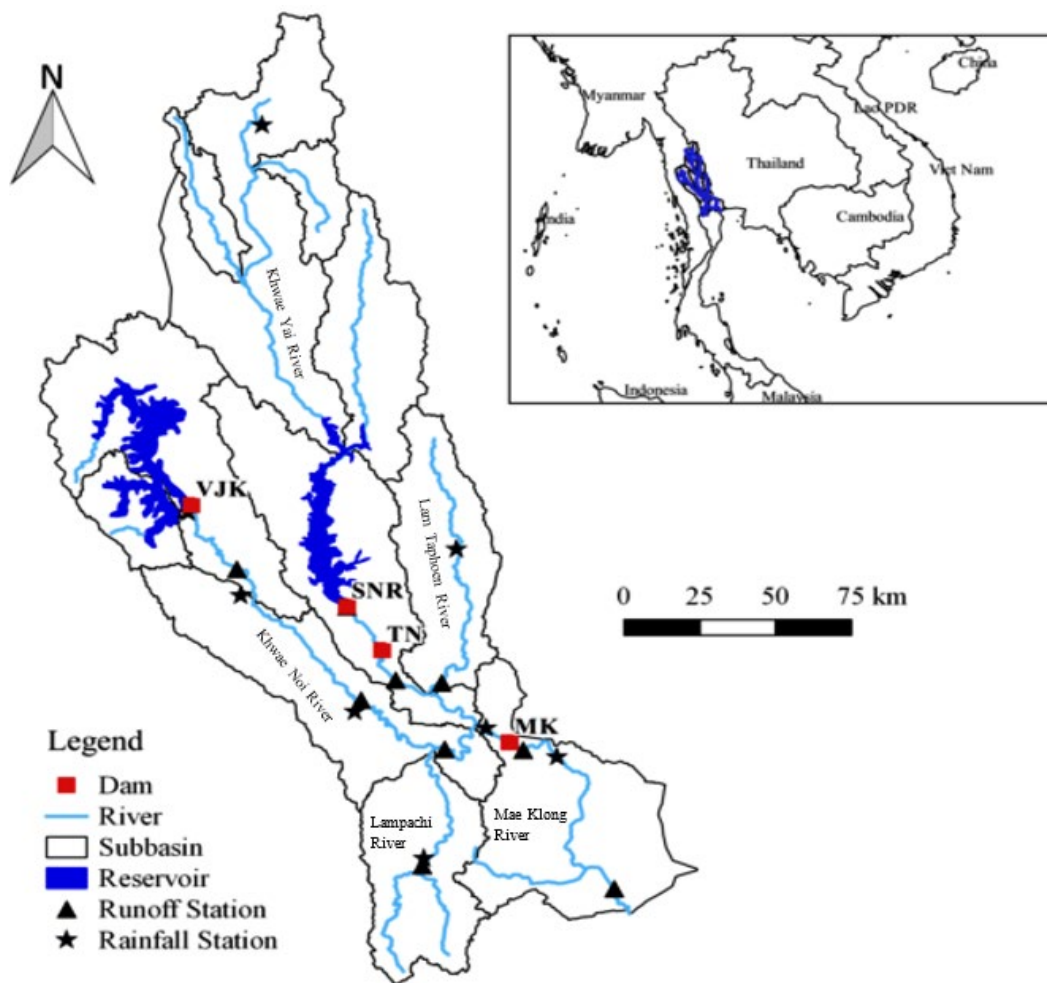 N
Khwae Yai River
VJK
SNR
TN
Lam Taphoen River
Khwae Noi River
MK
Lampachi
River
Mae Klong
River
Legend
Dam
River
Subbasin
Reservoir
Runoff Station
Rainfall Station
0 25 50 75 km
China
Myanmar
Lao PDR
Thailand
Viet Nam
Cambodia
India
Indonesia
Malaysia